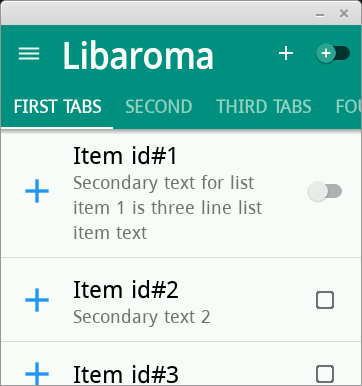 Libaroma
FIRST TABS SECOND THIRD TABS FOU
Item id#1
Secondary text for list
item 1 is three line list
item text
Item id#2
Secondary text 2
Item id#3